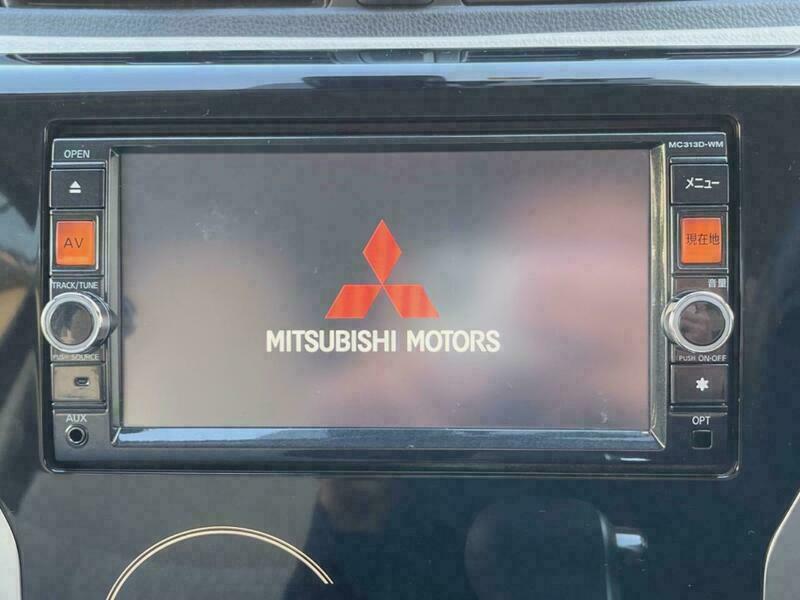 OPEN
MC313D-WM
メニュー
AV
現在地
TRACK/TUNE
音量
MITSUBISHI MOTORS
PUSH SOURCE
PUSH ON-OFF
AUX
OPT